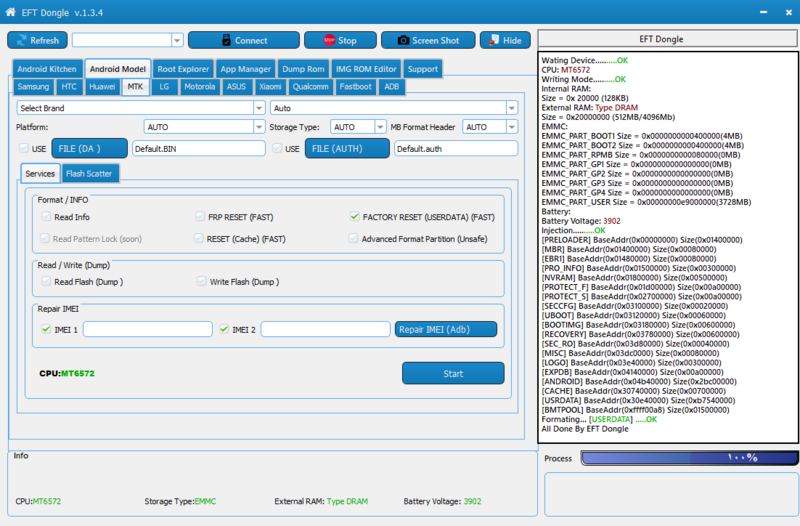 EFT Dongle v.1.3.4
Refresh
Connect
Stop
Screen Shot
Hide
EFT Dongle
Android Kitchen
Android Model
Root Explorer
App Manager
Dump Rom
IMG ROM Editor
Support
Samsung
HTC
Huawei
MTK
LG
Motorola
ASUS
Xiaomi
Qualcomm
Fastboot
ADB
Select Brand
Auto
Platform:
AUTO
Storage Type:
AUTO
MB Format Header
AUTO
USE
FILE (DA )
Default.BIN
USE
FILE (AUTH)
Default.auth
Services
Flash Scatter
Format / INFO
Read Info
FRP RESET (FAST)
FACTORY RESET (USERDATA) (FAST)
Read Pattern Lock (soon)
RESET (Cache) (FAST)
Advanced Format Partition (Unsafe)
Read / Write (Dump)
Read Flash (Dump )
Write Flash (Dump )
Repair IMEI
IMEI 1
IMEI 2
Repair IMEI (Adb)
CPU:MT6572
Start
Wating Device..........OK
CPU: MT6572
Writing Mode.........OK
Internal RAM:
Size = 0x 20000 (128KB)
External RAM: Type DRAM
Size = 0x20000000 (512MB/4096Mb)
EMMC:
EMMC_PART_BOOT1 Size = 0x0000000000400000(4MB)
EMMC_PART_BOOT2 Size = 0x0000000000400000(4MB)
EMMC_PART_RPMB Size = 0x0000000000080000(0MB)
EMMC_PART_GP1 Size = 0x0000000000000000(0MB)
EMMC_PART_GP2 Size = 0x0000000000000000(0MB)
EMMC_PART_GP3 Size = 0x0000000000000000(0MB)
EMMC_PART_GP4 Size = 0x0000000000000000(0MB)
EMMC_PART_USER Size = 0x00000000e9000000(3728MB)
Battery:
Battery Voltage: 3902
Injection.........OK
[PRELOADER] BaseAddr(0x00000000) Size(0x01400000)
[MBR] BaseAddr(0x01400000) Size(0x00080000)
[EBR1] BaseAddr(0x01480000) Size(0x00080000)
[PRO_INFO] BaseAddr(0x01500000) Size(0x00300000)
[NVRAM] BaseAddr(0x01800000) Size(0x00500000)
[PROTECT_F] BaseAddr(0x01d00000) Size(0x00a00000)
[PROTECT_S] BaseAddr(0x02700000) Size(0x00a00000)
[SECCFG] BaseAddr(0x03100000) Size(0x00020000)
[UBOOT] BaseAddr(0x03120000) Size(0x00060000)
[BOOTIMG] BaseAddr(0x03180000) Size(0x00600000)
[RECOVERY] BaseAddr(0x03780000) Size(0x00600000)
[SEC_RO] BaseAddr(0x03d80000) Size(0x00040000)
[MISC] BaseAddr(0x03dc0000) Size(0x00080000)
[LOGO] BaseAddr(0x03e40000) Size(0x00300000)
[EXPDB] BaseAddr(0x04140000) Size(0x00a00000)
[ANDROID] BaseAddr(0x04b40000) Size(0x2bc00000)
[CACHE] BaseAddr(0x30740000) Size(0x00700000)
[USRDATA] BaseAddr(0x30e40000) Size(0xb7540000)
[BMTPOOL] BaseAddr(0xffff00a8) Size(0x01500000)
Formating... [USERDATA] .....OK
All Done By EFT Dongle
Process
١٠٠%
Info
CPU:MT6572
Storage Type:EMMC
External RAM: Type DRAM
Battery Voltage: 3902